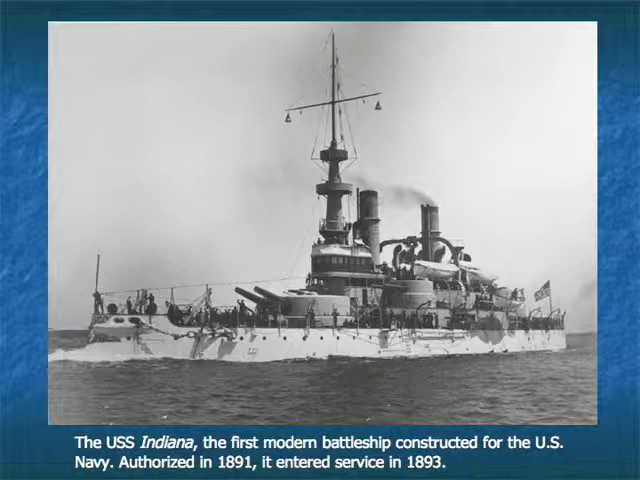 The USS Indiana, the first modern battleship constructed for the U.S.
Navy. Authorized in 1891, it entered service in 1893.